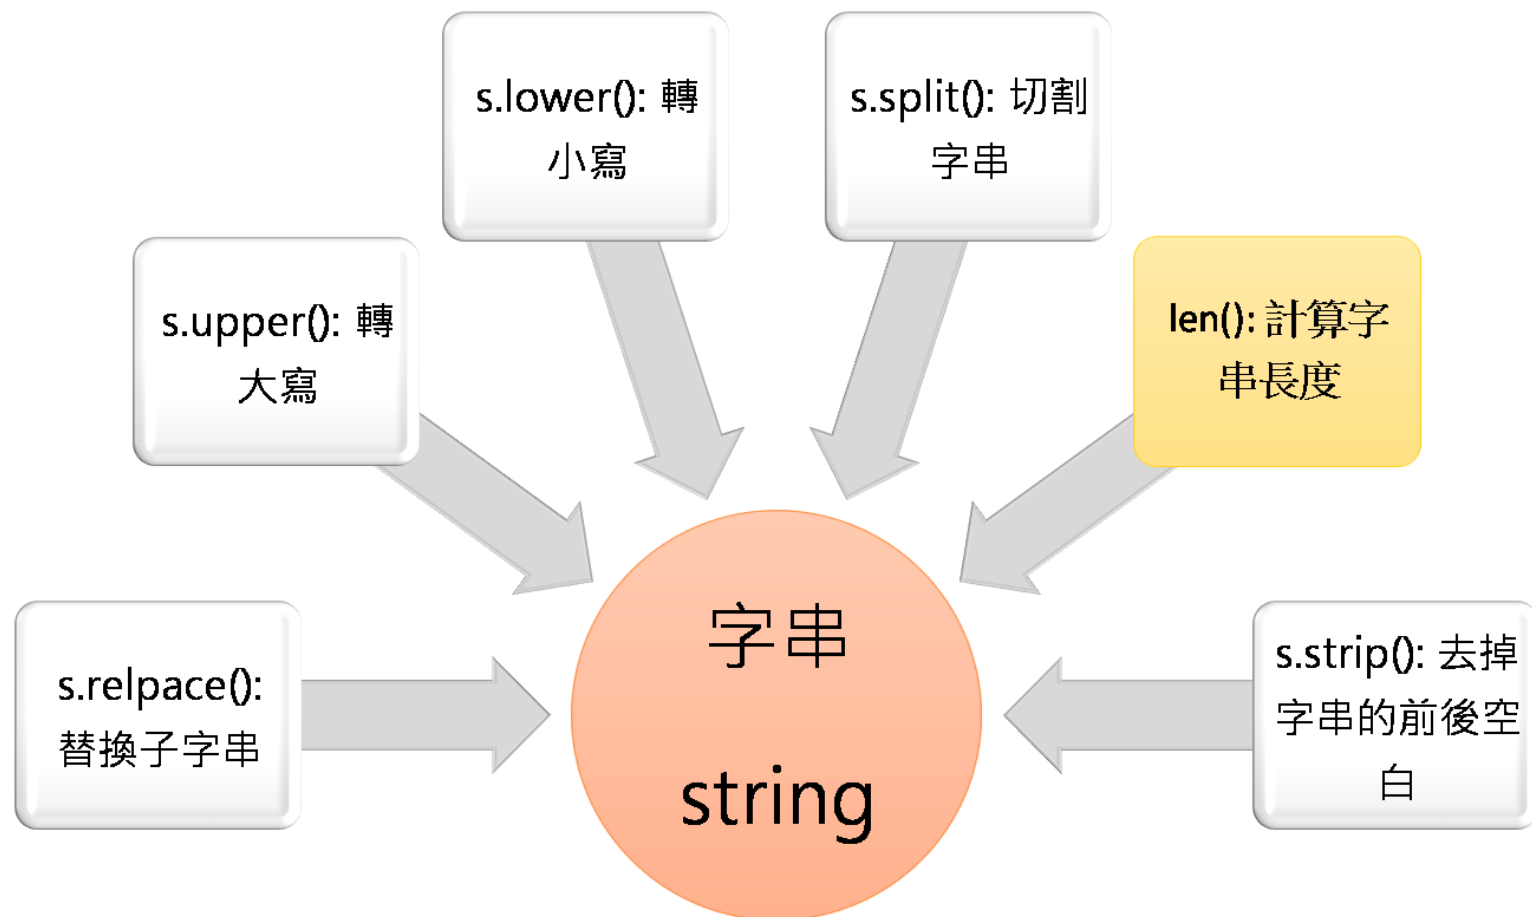 s.lower(): 轉
小寫
s.split(): 切割
字串
s.upper(): 轉
大寫
len(): 計算字
串長度
s.relpace():
替換子字串
字串
string
s.strip(): 去掉
字串的前後空
白